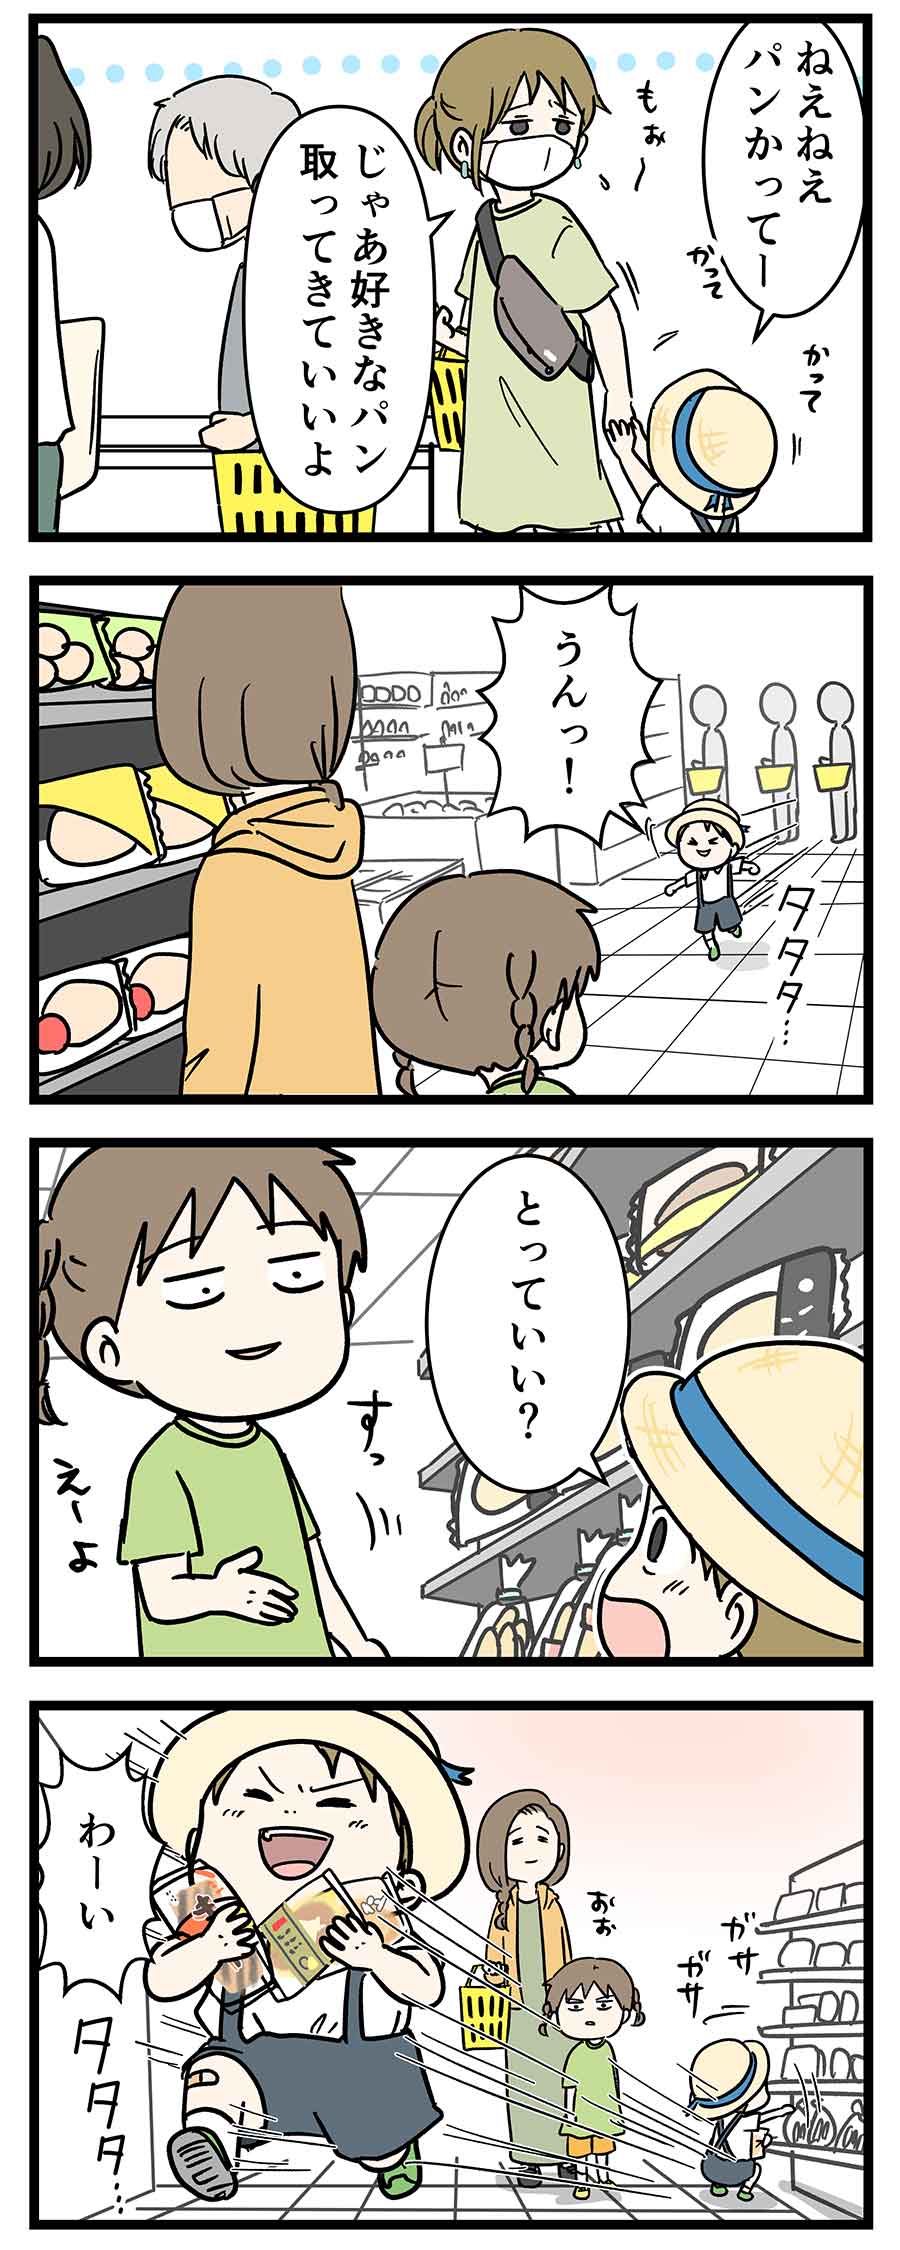 ねえねえ
パンかってー
かって
かって
もぉ〜
じゃあ好きなパン
取ってきていいよ
うんっ!
タタタ…
とっていい?
すっ
えーよ
ガサ
ガサ
おぉ
わーい
タタタ…